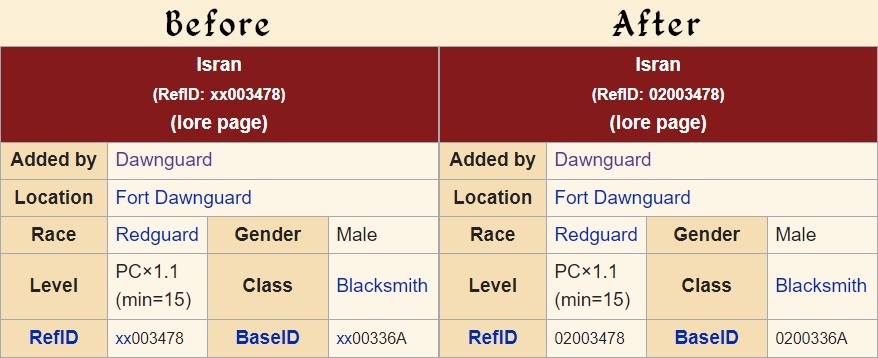 Before After
Isran Isran
(RefID: xx003478) (RefID: 02003478)
(lore page) (lore page)
Added by Dawnguard Added by Dawnguard
Location Fort Dawnguard Location Fort Dawnguard
Race Redguard Gender Male Race Redguard Gender Male
Level PC×1.1 (min=15) Class Blacksmith Level PC×1.1 (min=15) Class Blacksmith
RefID xx003478 BaseID xx00336A RefID 02003478 BaseID 0200336A